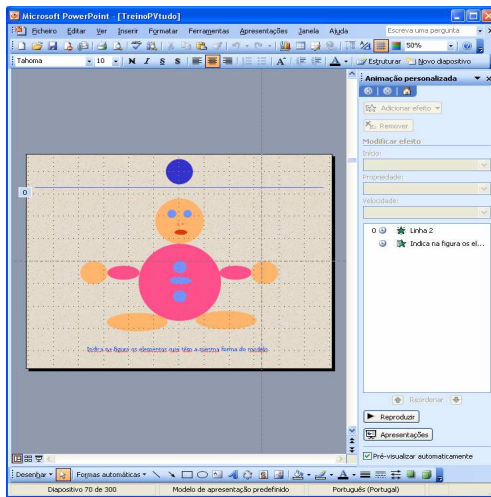 Microsoft PowerPoint - [TreinoPVtudo]
Ficheiro Editar Ver Inserir Formatar Ferramentas Apresentações Janela Ajuda Escreva uma pergunta
50%
Tahoma 10 N I S S A A Estruturar Novo diapositivo
Animação personalizada
Adicionar efeito
Remover
Modificar efeito
Início:
Propriedade:
Velocidade:
0
0 Linha 2
Indica na figura os el...
Indica na figura os elementos que têm a mesma forma do modelo.
Reordenar
Reproduzir
Apresentações
Pré-visualizar automaticamente
Desenhar Formas automáticas A
Diapositivo 70 de 300 Modelo de apresentação predefinido Português (Portugal)